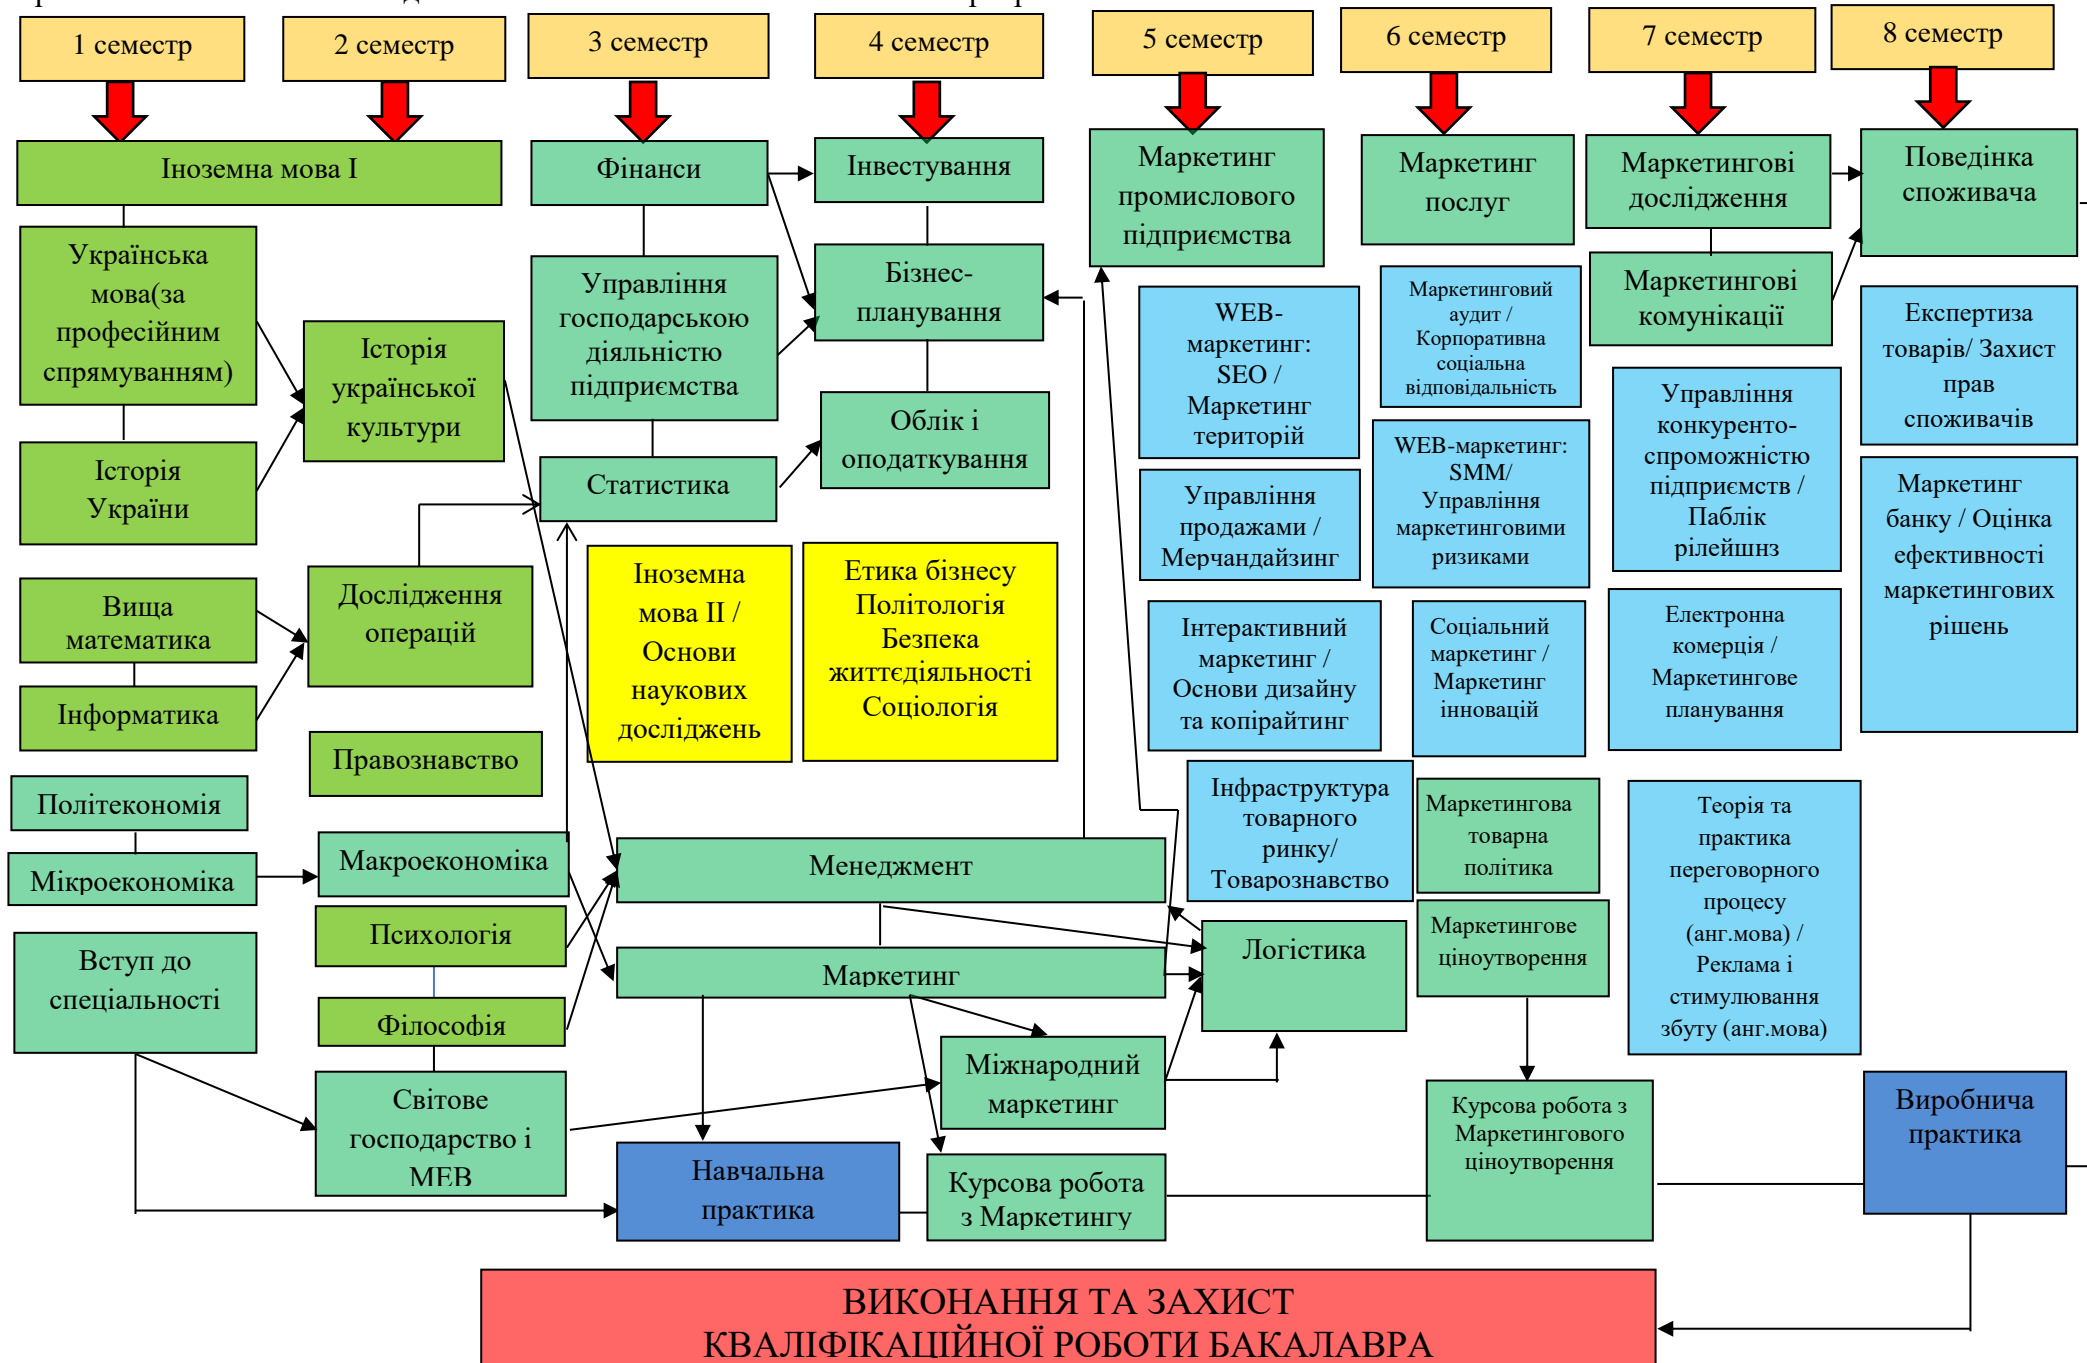 1 семестр
2 семестр
3 семестр
4 семестр
5 семестр
6 семестр
7 семестр
8 семестр
Іноземна мова І
Українська
мова(за
професійним
спрямуванням)
Історія
України
Вища
математика
Інформатика
Політекономія
Мікроекономіка
Вступ до
спеціальності
Історія
української
культури
Дослідження
операцій
Правознавство
Макроекономіка
Психологія
Філософія
Світове
господарство і
МЕВ
Фінанси
Управління
господарською
діяльністю
підприємства
Статистика
Іноземна
мова ІІ /
Основи
наукових
досліджень
Інвестування
Бізнес-
планування
Облік і
оподаткування
Етика бізнесу
Політологія
Безпека
життєдіяльності
Соціологія
Менеджмент
Маркетинг
Міжнародний
маркетинг
Навчальна
практика
Курсова робота
з Маркетингу
Маркетинг
промислового
підприємства
WEB-
маркетинг:
SEO /
Маркетинг
територій
Управління
продажами /
Мерчандайзинг
Інтерактивний
маркетинг /
Основи дизайну
та копірайтинг
Інфраструктура
товарного
ринку/
Товарознавство
Логістика
Маркетинг
послуг
Маркетинговий
аудит /
Корпоративна
соціальна
відповідальність
WEB-маркетинг:
SMM/
Управління
маркетинговими
ризиками
Соціальний
маркетинг /
Маркетинг
інновацій
Маркетингова
товарна
політика
Маркетингове
ціноутворення
Курсова робота з
Маркетингового
ціноутворення
Маркетингові
дослідження
Маркетингові
комунікації
Управління
конкуренто-
спроможністю
підприємств /
Паблік
рілейшнз
Електронна
комерція /
Маркетингове
планування
Теорія та
практика
переговорного
процесу
(анг.мова) /
Реклама і
стимулювання
збуту (анг.мова)
Поведінка
споживача
Експертиза
товарів/ Захист
прав
споживачів
Маркетинг
банку / Оцінка
ефективності
маркетингових
рішень
Виробнича
практика
ВИКОНАННЯ ТА ЗАХИСТ
КВАЛІФІКАЦІЙНОЇ РОБОТИ БАКАЛАВРА